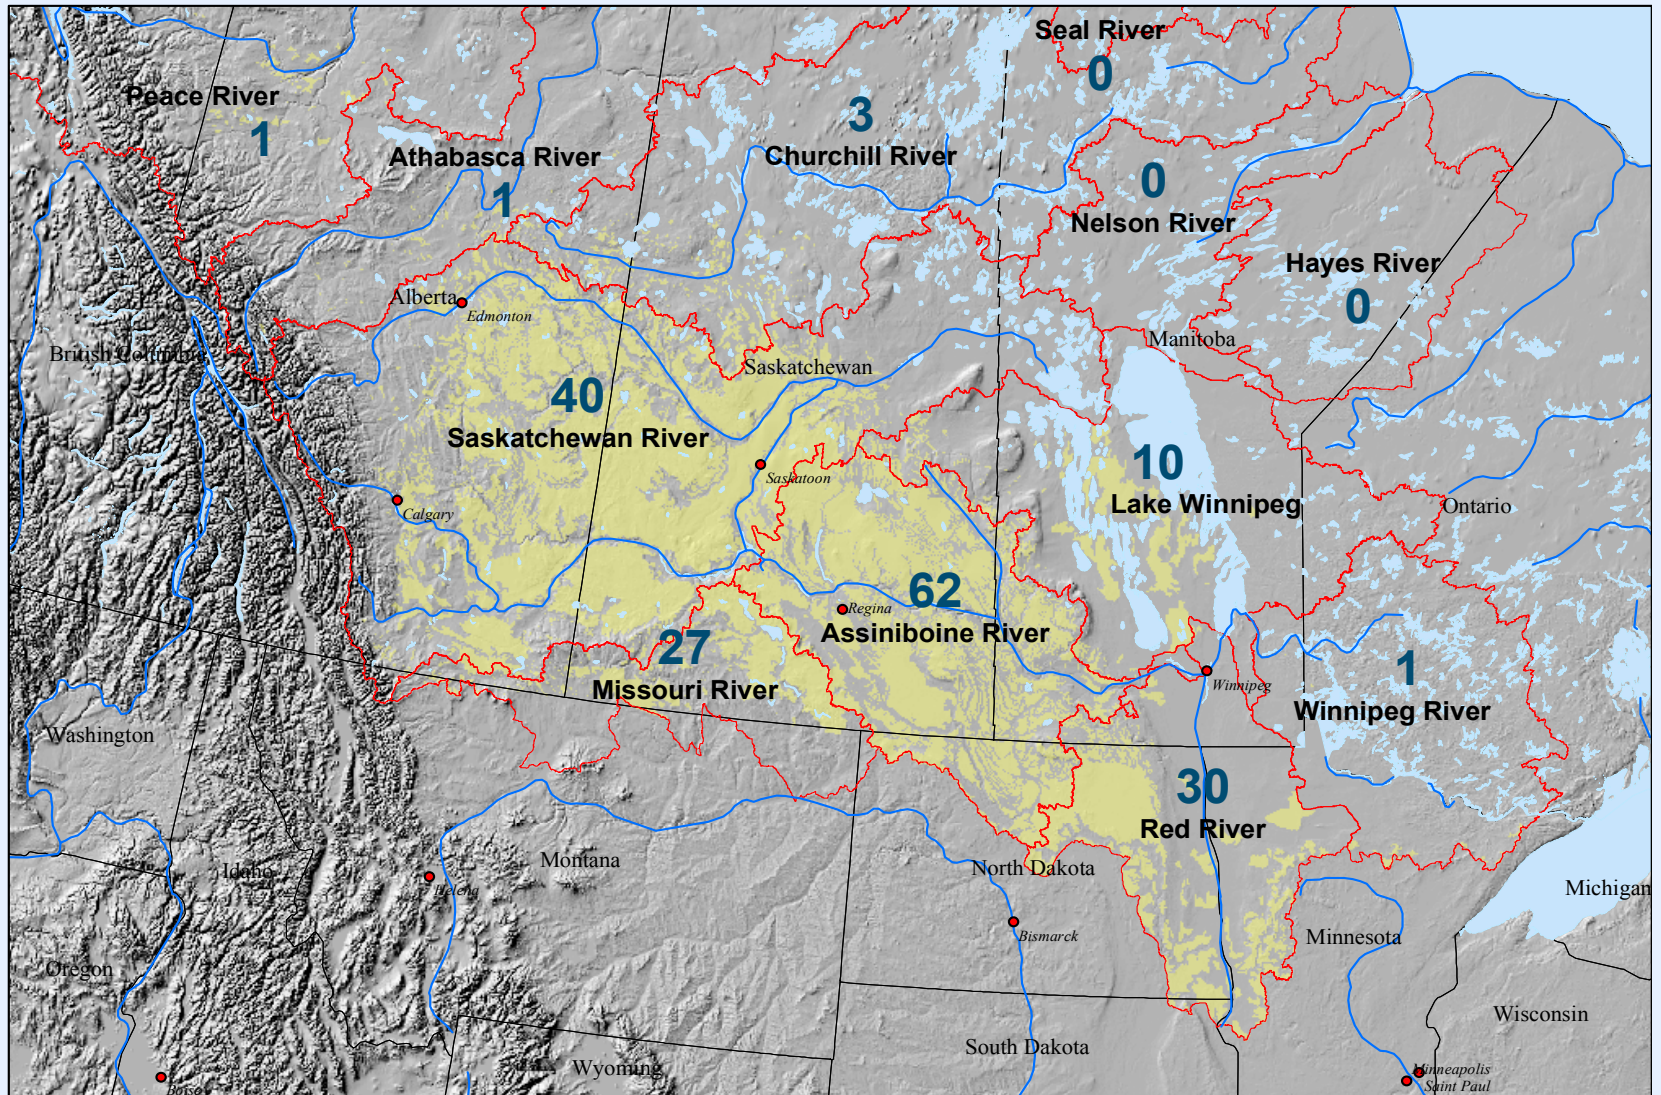 Seal River
0
Peace River
1
3
Churchill River
Athabasca River
1
0
Nelson River
Hayes River
0
Alberta
Edmonton
British Columbia
Manitoba
Saskatchewan
40
Saskatchewan River
Saskatoon
10
Lake Winnipeg
Calgary
Ontario
62
Regina
Assiniboine River
27
Missouri River
Winnipeg
1
Winnipeg River
Washington
30
Red River
Montana
Idaho
Helena
North Dakota
Michigan
Bismarck
Minnesota
Oregon
Wisconsin
South Dakota
Wyoming
Minneapolis
Saint Paul
Boise